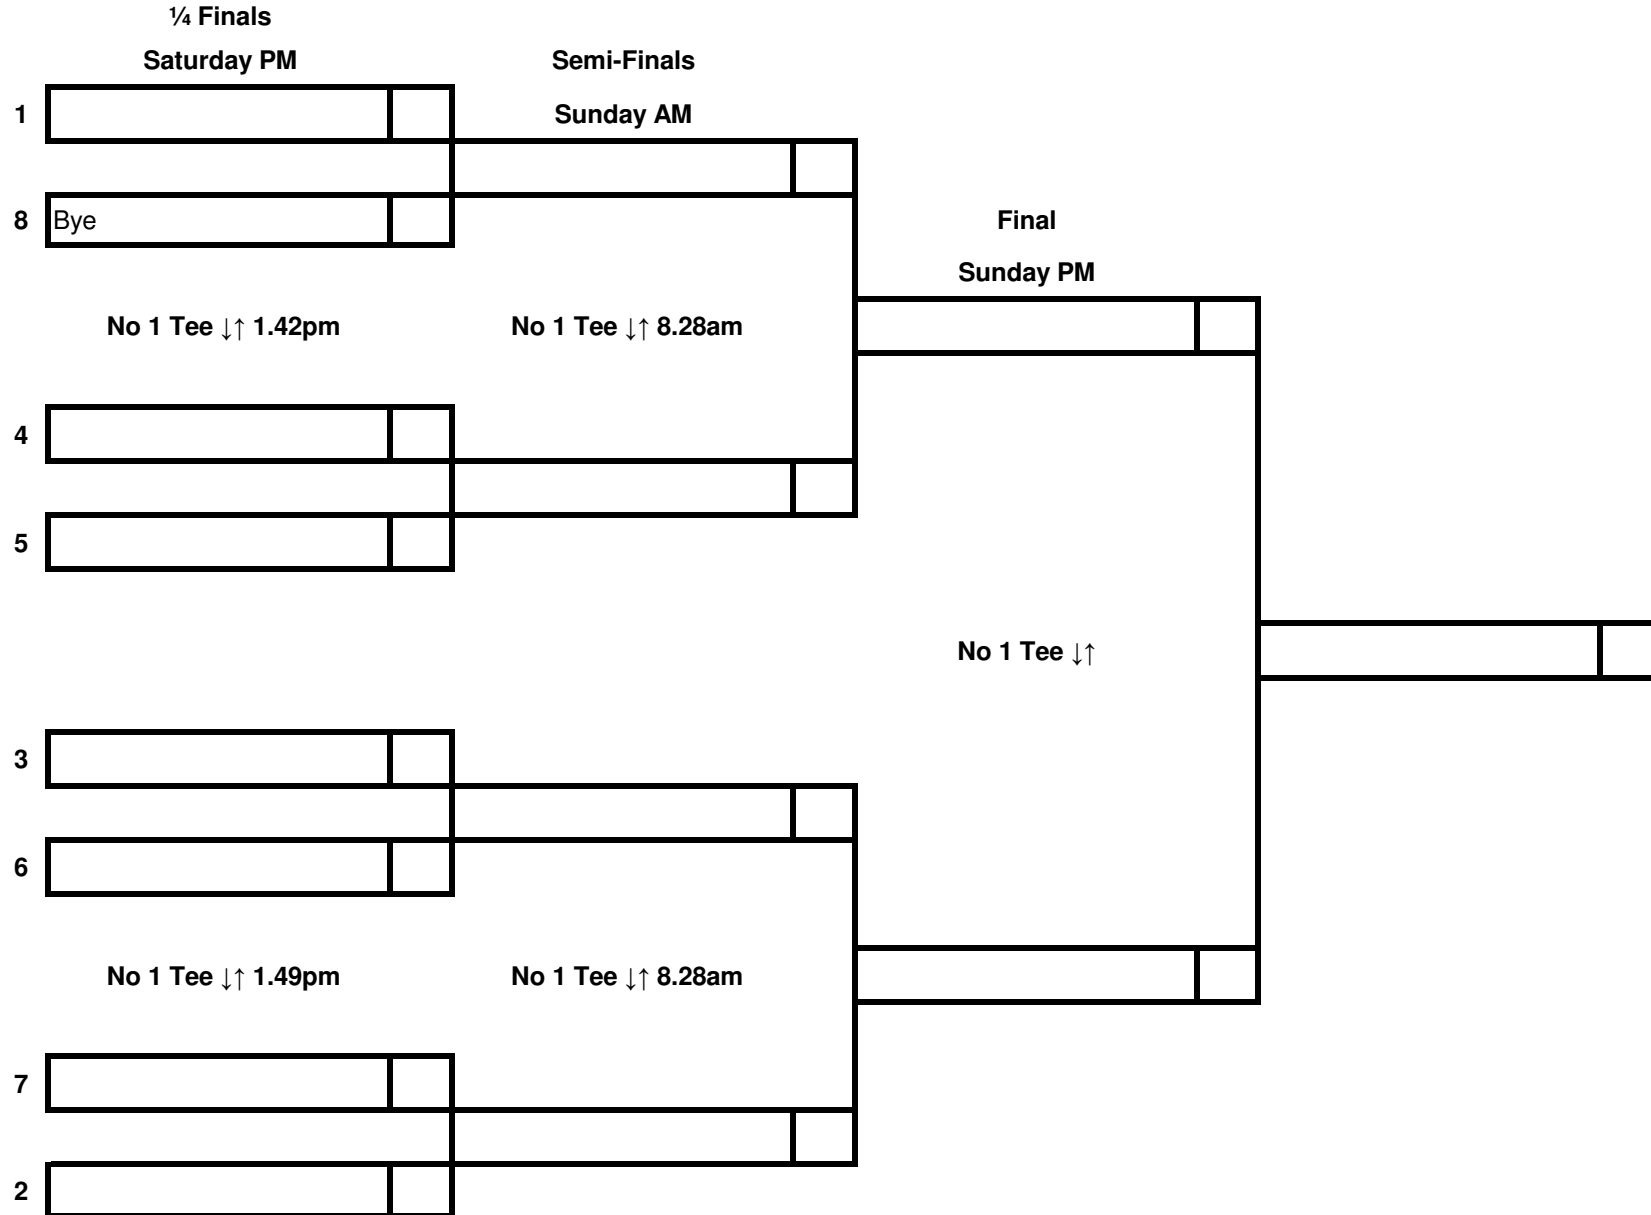 ¼ Finals
Saturday PM
Semi-Finals
1
Sunday AM
8 Bye
Final
Sunday PM
No 1 Tee ↓↑ 1.42pm
No 1 Tee ↓↑ 8.28am
4
5
No 1 Tee ↓↑
3
6
No 1 Tee ↓↑ 1.49pm
No 1 Tee ↓↑ 8.28am
7
2